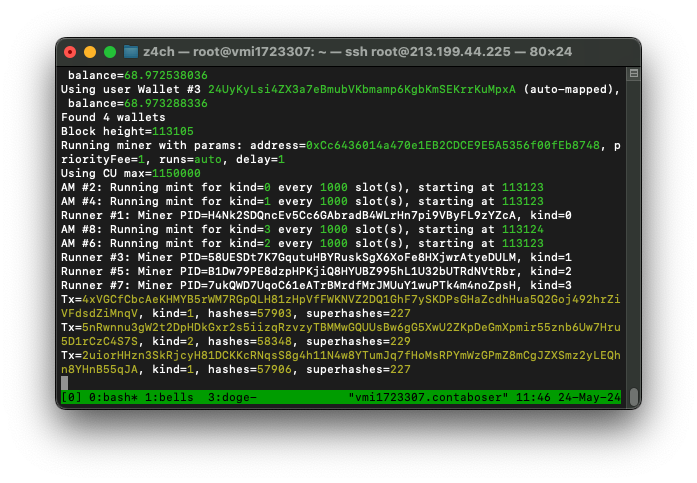 z4ch — root@vmi1723307: ~ — ssh root@213.199.44.225 — 80×24
balance=68.972538036
Using user Wallet #3 24UyKyLsi4ZX3a7eBmubVKbmamp6KgbKmSEKrrKuMpxA (auto-mapped),
balance=68.973288336
Found 4 wallets
Block height=113105
Running miner with params: address=0xCc6436014a470e1EB2CDCE9E5A5356f00fEb8748, p
riorityFee=1, runs=auto, delay=1
Using CU max=1150000
AM #2: Running mint for kind=0 every 1000 slot(s), starting at 113123
AM #4: Running mint for kind=1 every 1000 slot(s), starting at 113123
Runner #1: Miner PID=H4Nk2SDQncEv5Cc6GAbradB4WLrHn7pi9VByFL9zYZcA, kind=0
AM #8: Running mint for kind=3 every 1000 slot(s), starting at 113124
AM #6: Running mint for kind=2 every 1000 slot(s), starting at 113123
Runner #3: Miner PID=58UESDt7K7GqutuHBYRuskSgX6XoFe8HXjwrAtyeDULM, kind=1
Runner #5: Miner PID=B1Dw79PE8dzpHPKjiQ8HYUBZ995hL1U32bUTRdNVtRbr, kind=2
Runner #7: Miner PID=7ukQWD7UqoC61eATrBMrdfMrJMUuY1wuPTk4m4noZpsH, kind=3
Tx=4xVGCfCbcAeKHMYB5rWM7RGpQLH81zHpVfFWKNVZ2DQ1GhF7ySKDPsGHaZcdhHua5Q2Goj492hrZi
VFdsdZiMnqV, kind=1, hashes=57903, superhashes=227
Tx=5nRwnnu3gW2t2DpHDkGxr2s5iizqRzvzyTBMMwGQUUsBw6gG5XwU2ZKpDeGmXpmir55znb6Uw7Hru
5D1rCzC4S7S, kind=2, hashes=58348, superhashes=229
Tx=2uiorHHzn3SkRjcyH81DCKKcRNqsS8g4h11N4w8YTumJq7fHoMsRPYmWzGPmZ8mCgJZXSmz2yLEQh
n8YHnB55qJA, kind=1, hashes=57906, superhashes=227
[0] 0:bash* 1:bells  3:doge- "vmi1723307.contaboser" 11:46 24-May-24